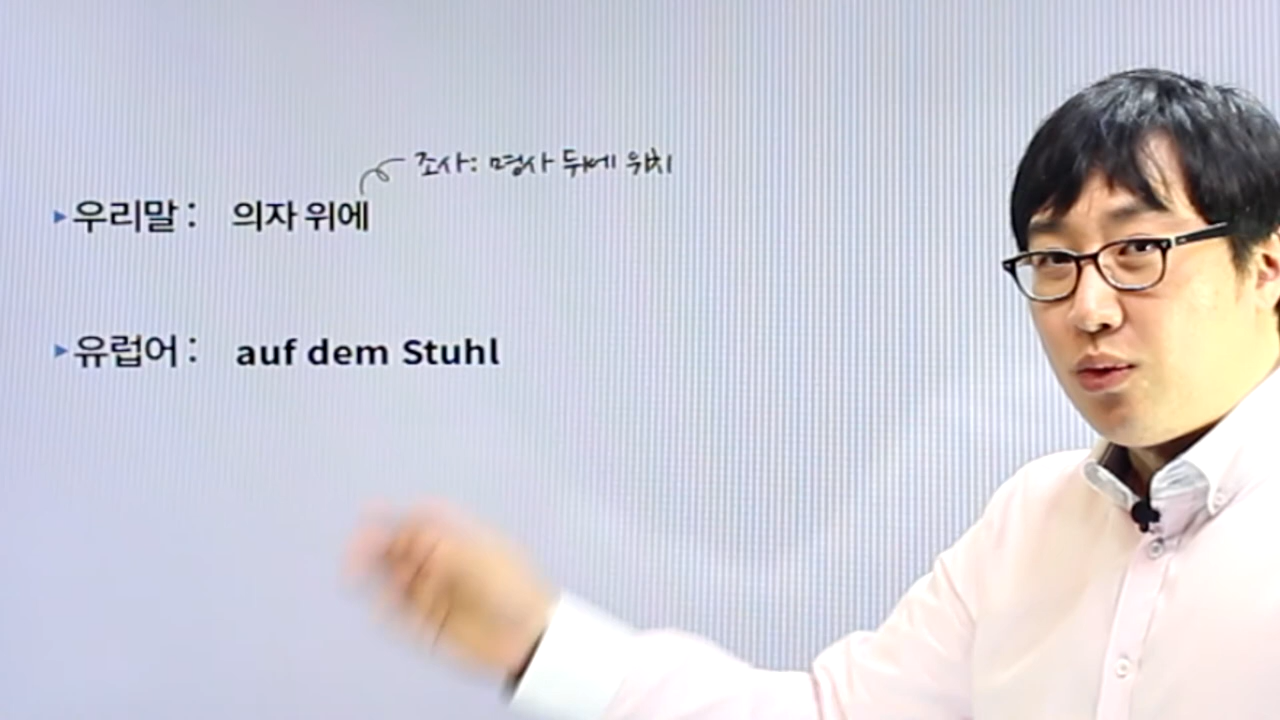 조사: 명사 뒤에 위치
▸우리말 : 의자 위에
▸유럽어 : auf dem Stuhl